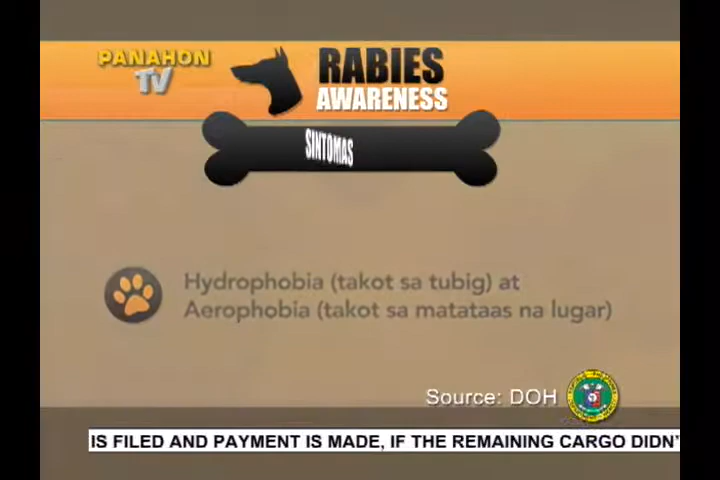 PANAHON
TV
RABIES
AWARENESS
SINTOMAS
Hydrophobia (takot sa tubig) at
Aerophobia (takot sa matataas na lugar)
Source: DOH
IS FILED AND PAYMENT IS MADE, IF THE REMAINING CARGO DIDN'T